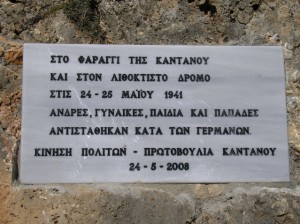 ΣΤΟ ΦΑΡΑΓΓΙ ΤΗΣ ΚΑΝΤΑΝΟΥ
ΚΑΙ ΣΤΟΝ ΛΙΘΟΚΤΙΣΤΟ ΔΡΟΜΟ
ΣΤΙΣ 24 - 25 ΜΑΪΟΥ 1941
ΑΝΔΡΕΣ, ΓΥΝΑΙΚΕΣ, ΠΑΙΔΙΑ ΚΑΙ ΠΑΠΑΔΕΣ
ΑΝΤΙΣΤΑΘΗΚΑΝ ΚΑΤΑ ΤΩΝ ΓΕΡΜΑΝΩΝ.
ΚΙΝΗΣΗ ΠΟΛΙΤΩΝ - ΠΡΩΤΟΒΟΥΛΙΑ ΚΑΝΤΑΝΟΥ
24 - 5 - 2008